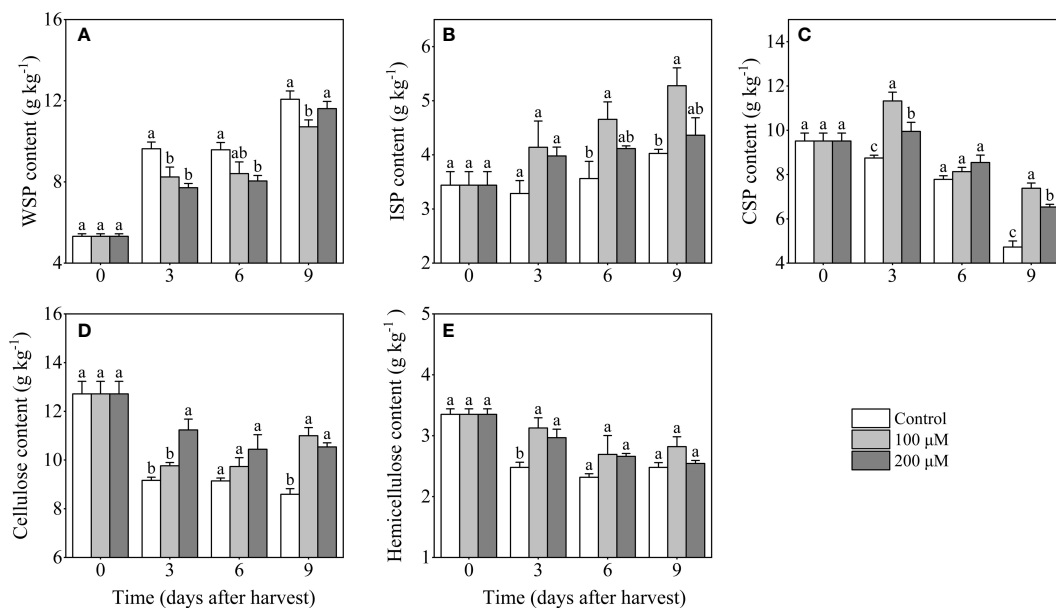 A
WSP content (g kg-1)
16
12
8
4
a a a
a b b
a ab b
a b a
0 3 6 9
B
ISP content (g kg-1)
6
5
4
3
2
a a a
a a a
b a ab
b a ab
0 3 6 9
C
CSP content (g kg-1)
14
12
10
8
6
4
a a a
c a b
a a a
c a b
0 3 6 9
D
Cellulose content (g kg-1)
16
14
12
10
8
6
a a a
b b a
a a a
b a a
0 3 6 9
Time (days after harvest)
E
Hemicellulose content (g kg-1)
5
4
3
2
1
a a a
b a a
a a a
a a a
0 3 6 9
Time (days after harvest)
Control
100 μM
200 μM